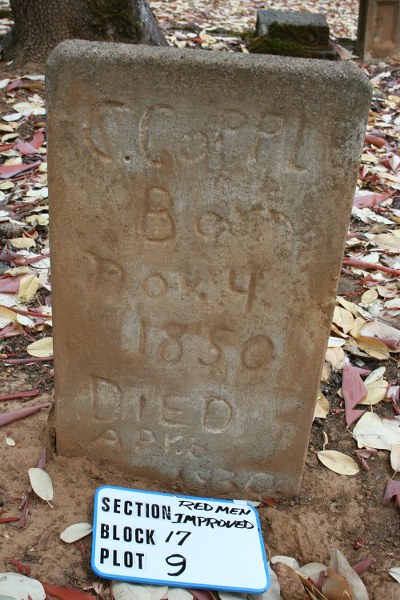 Born
Nov. 4
1850
DIED
SECTION RED MEN
IMPROVED
BLOCK 17
PLOT 9